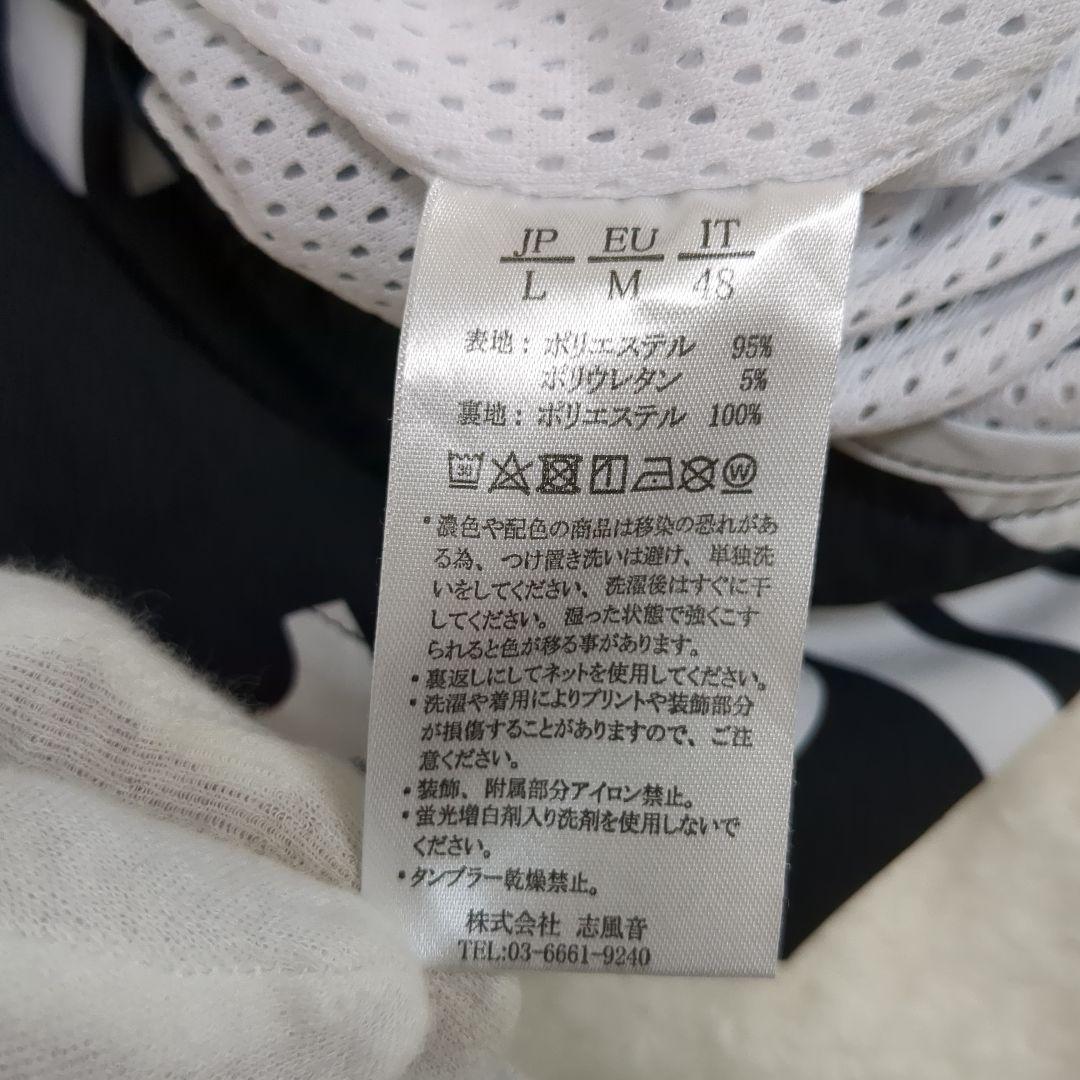 JP EU IT
L M 48
表地：ポリエステル 95%
ポリウレタン 5%
裏地：ポリエステル 100%
30 W
・濃色や配色の商品は移染の恐れがあ
る為、つけ置き洗いは避け、単独洗
いをしてください。洗濯後はすぐに干
してください。湿った状態で強くこす
られると色が移る事があります。
・裏返しにしてネットを使用してください。
・洗濯や着用によりプリントや装飾部分
が損傷することがありますので、ご注
意ください。
・装飾、附属部分アイロン禁止。
・蛍光増白剤入り洗剤を使用しないで
ください。
・タンブラー乾燥禁止。
株式会社 志風音
TEL:03-6661-9240